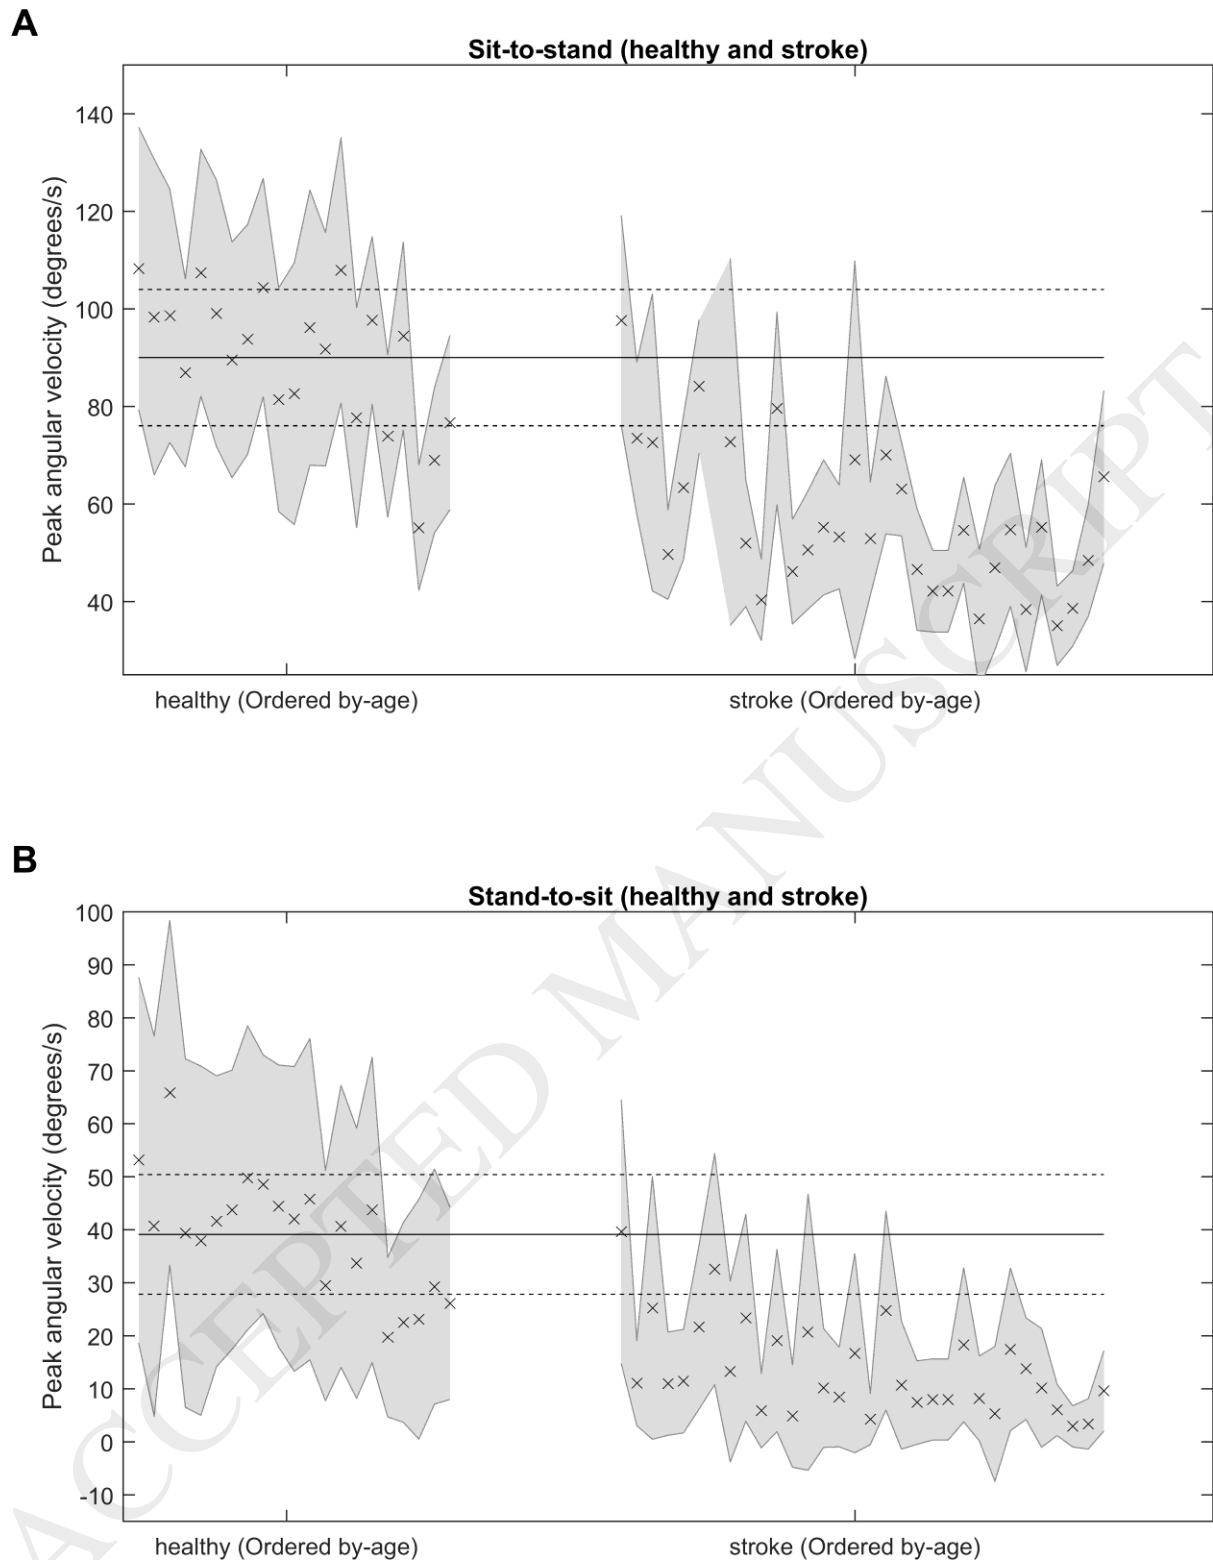 A
Sit-to-stand (healthy and stroke)
140
120
100
80
60
40
Peak angular velocity (degrees/s)
healthy (Ordered by-age)
stroke (Ordered by-age)
B
Stand-to-sit (healthy and stroke)
100
90
80
70
60
50
40
30
20
10
0
-10
Peak angular velocity (degrees/s)
healthy (Ordered by-age)
stroke (Ordered by-age)
ACCEPTED MANUSCRIPT